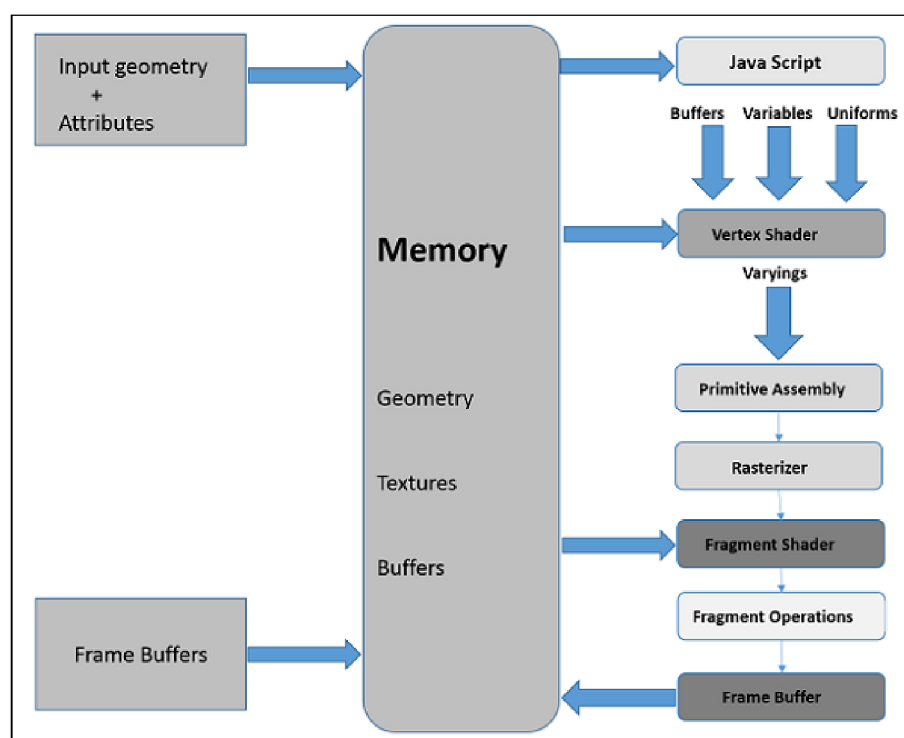 Input geometry
+
Attributes
Memory
Geometry
Textures
Buffers
Frame Buffers
Java Script
Buffers Variables Uniforms
Vertex Shader
Varyings
Primitive Assembly
Rasterizer
Fragment Shader
Fragment Operations
Frame Buffer